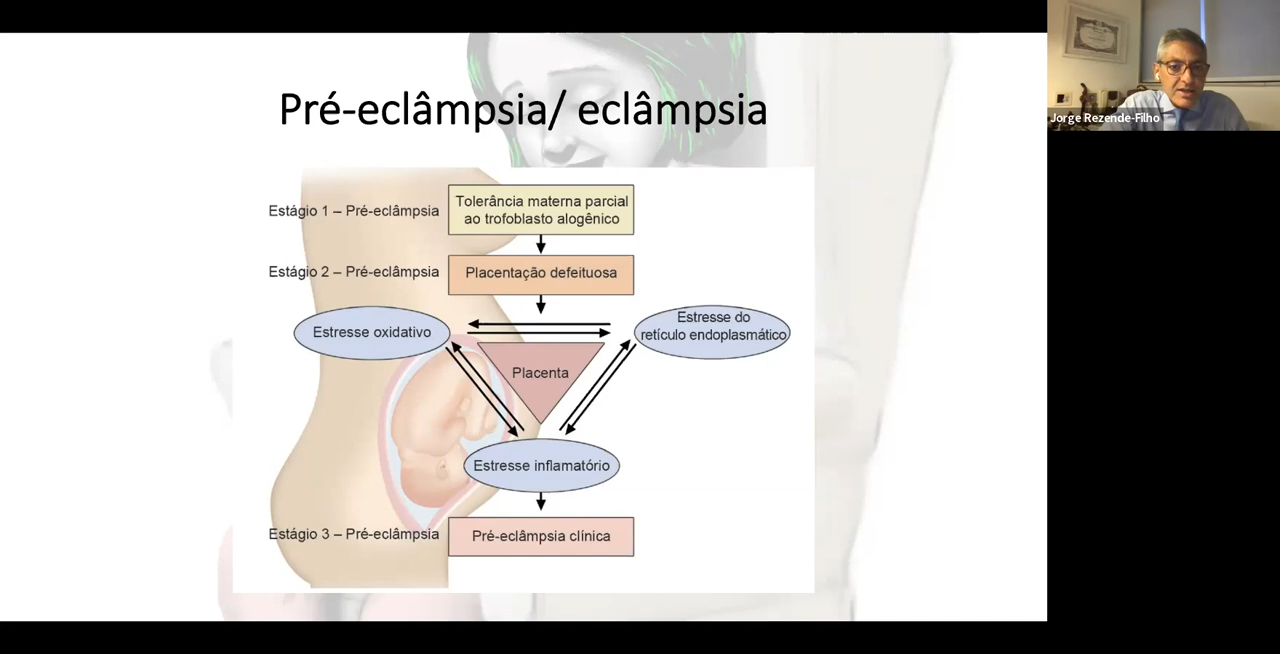 Pré-eclâmpsia/ eclâmpsia
Jorge Rezende-Filho
Estágio 1 – Pré-eclâmpsia
Tolerância materna parcial
ao trofoblasto alogênico
Estágio 2 – Pré-eclâmpsia
Placentação defeituosa
Estresse oxidativo
Estresse do
retículo endoplasmático
Placenta
Estresse inflamatório
Estágio 3 – Pré-eclâmpsia
Pré-eclâmpsia clínica